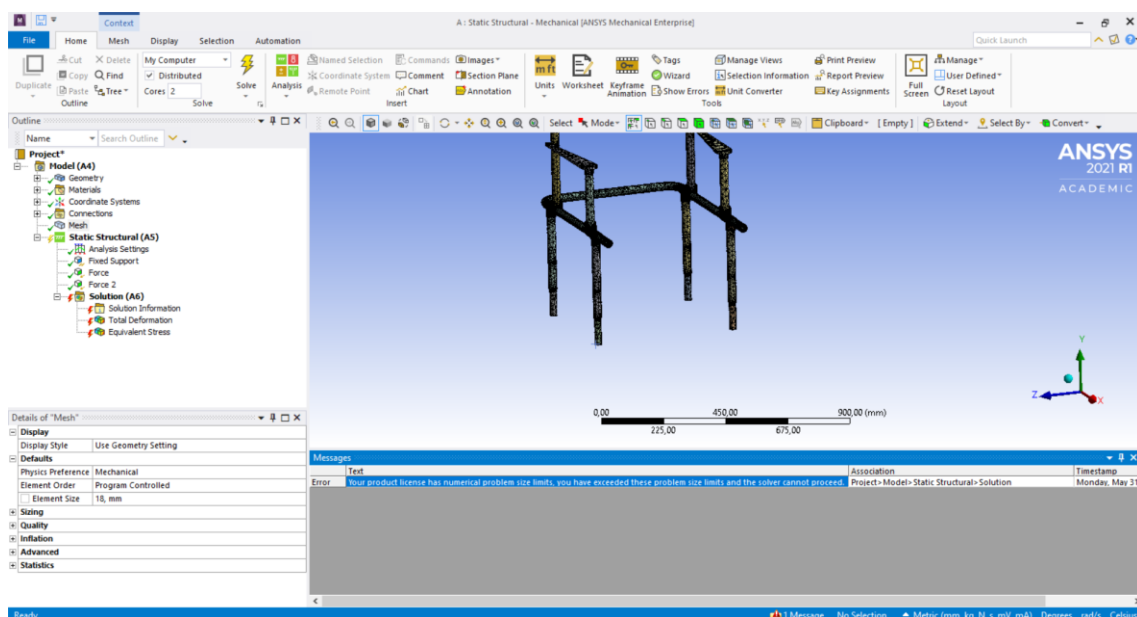 Context
A : Static Structural - Mechanical [ANSYS Mechanical Enterprise]
File Home Mesh Display Selection Automation Quick Launch
Duplicate Cut Copy Paste Delete Find Tree
Outline
My Computer
Distributed
Cores 2
Solve
Solve
Analysis
Named Selection Coordinate System Remote Point Commands Comment Chart Images Section Plane Annotation
Insert
Units Worksheet Keyframe Animation Tags Wizard Show Errors Manage Views Selection Information Unit Converter Print Preview Report Preview Key Assignments
Tools
Full Screen Manage User Defined Reset Layout
Layout
Outline
Name Search Outline
Select Mode Clipboard [ Empty ] Extend Select By Convert
Project*
Model (A4)
Geometry
Materials
Coordinate Systems
Connections
Mesh
Static Structural (A5)
Analysis Settings
Fixed Support
Force
Force 2
Solution (A6)
Solution Information
Total Deformation
Equivalent Stress
ANSYS
2021 R1
ACADEMIC
Y
Z
X
0,00 450,00 900,00 (mm)
225,00 675,00
Details of "Mesh"
Display
Display Style Use Geometry Setting
Defaults
Physics Preference Mechanical
Element Order Program Controlled
Element Size 18, mm
Sizing
Quality
Inflation
Advanced
Statistics
Messages
Text Association Timestamp
Error Your product license has numerical problem size limits, you have exceeded these problem size limits and the solver cannot proceed. Project>Model>Static Structural>Solution Monday, May 31
Ready 1 Message No Selection Metric (mm, kg, N, s, mV, mA) Degrees rad/s Celsius